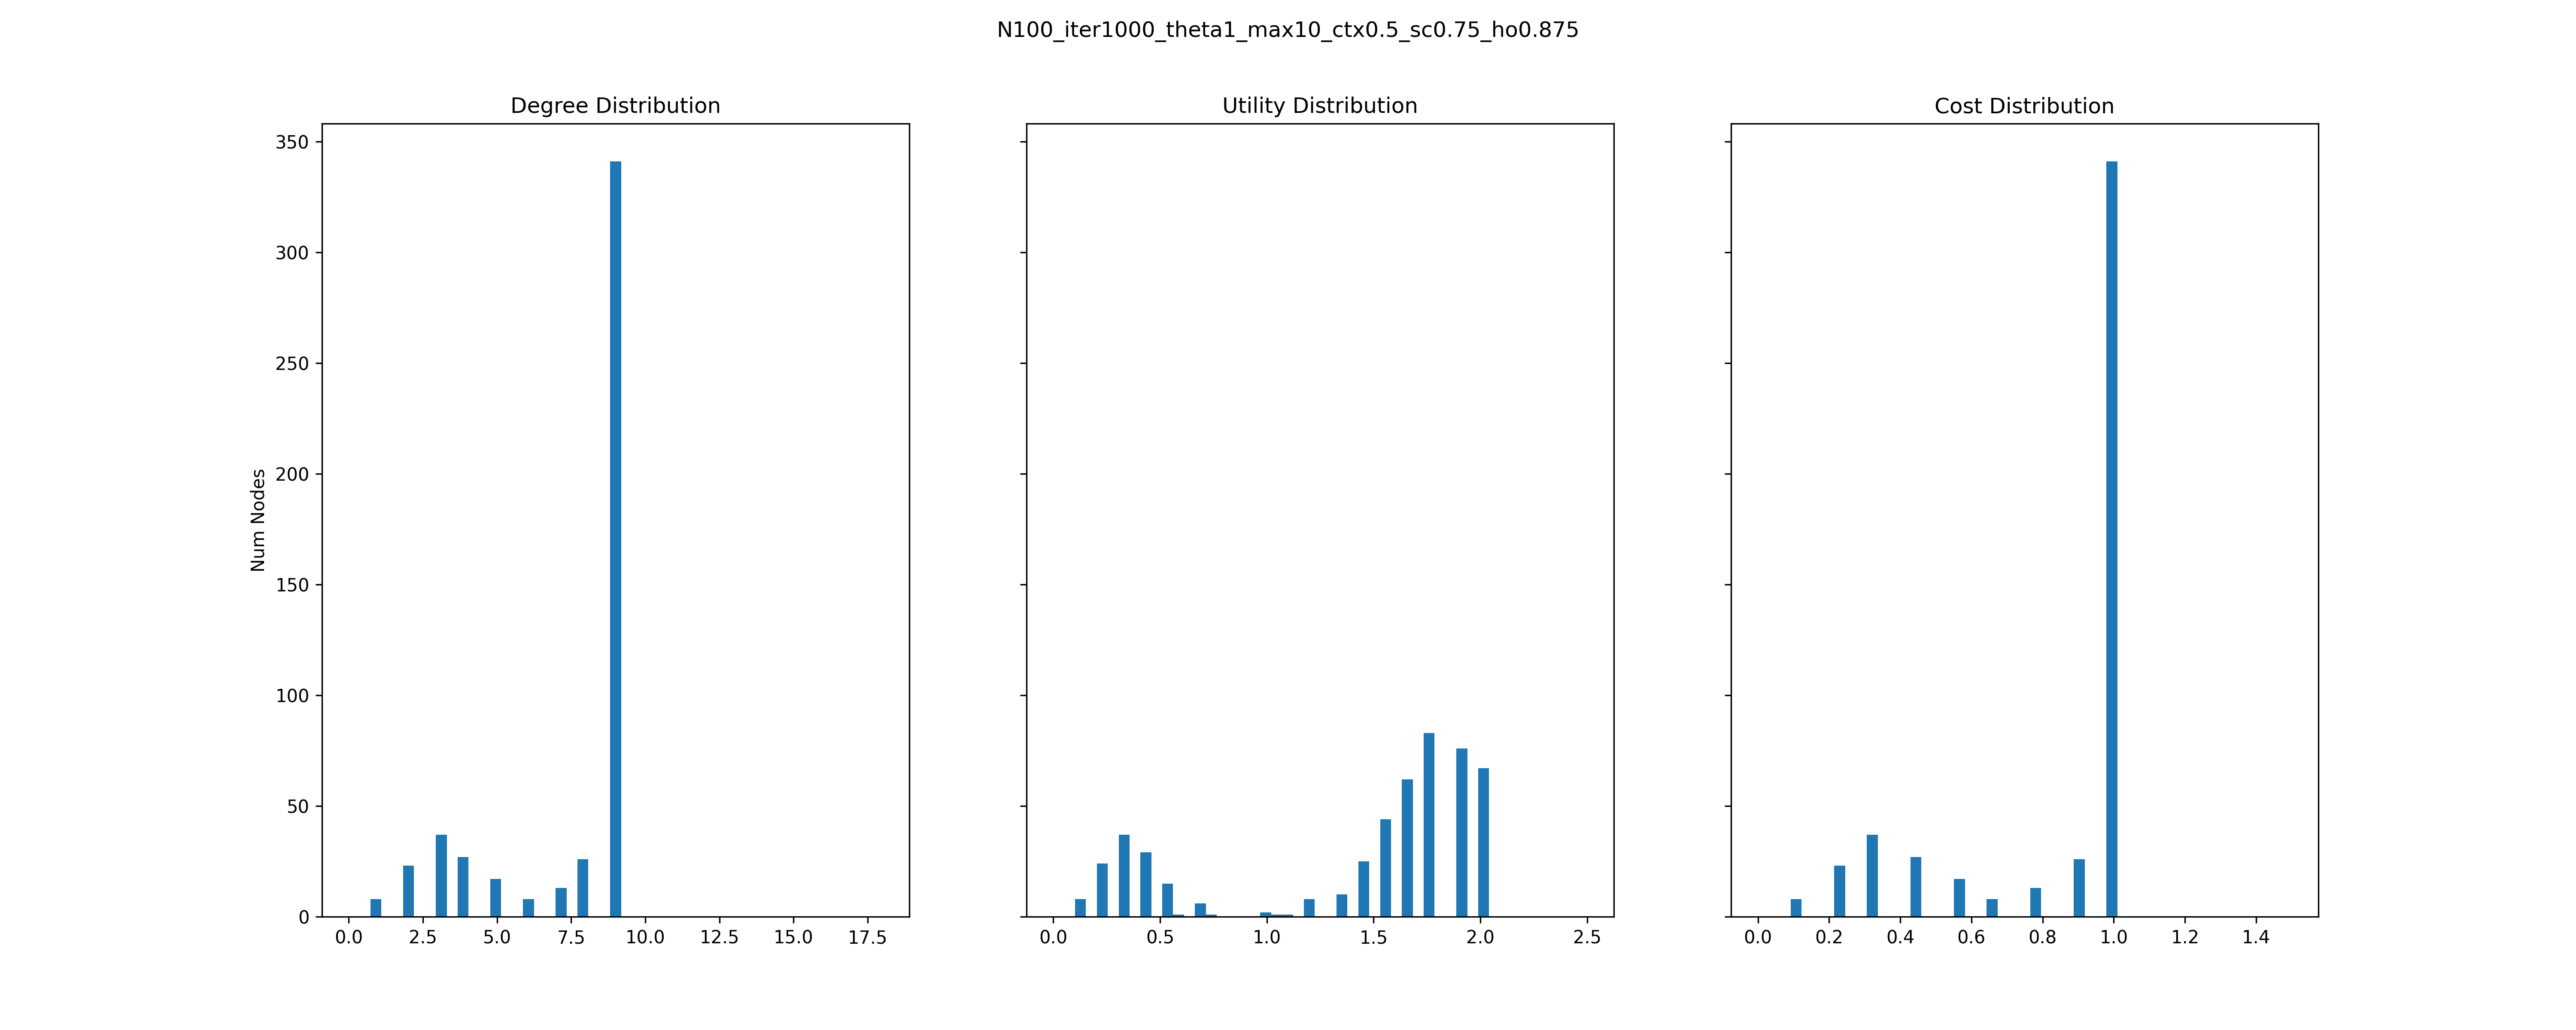 N100_iter1000_theta1_max10_ctx0.5_sc0.75_ho0.875
Degree Distribution
Num Nodes
350
300
250
200
150
100
50
0
0.0 2.5 5.0 7.5 10.0 12.5 15.0 17.5
Utility Distribution
0.0 0.5 1.0 1.5 2.0 2.5
Cost Distribution
0.0 0.2 0.4 0.6 0.8 1.0 1.2 1.4